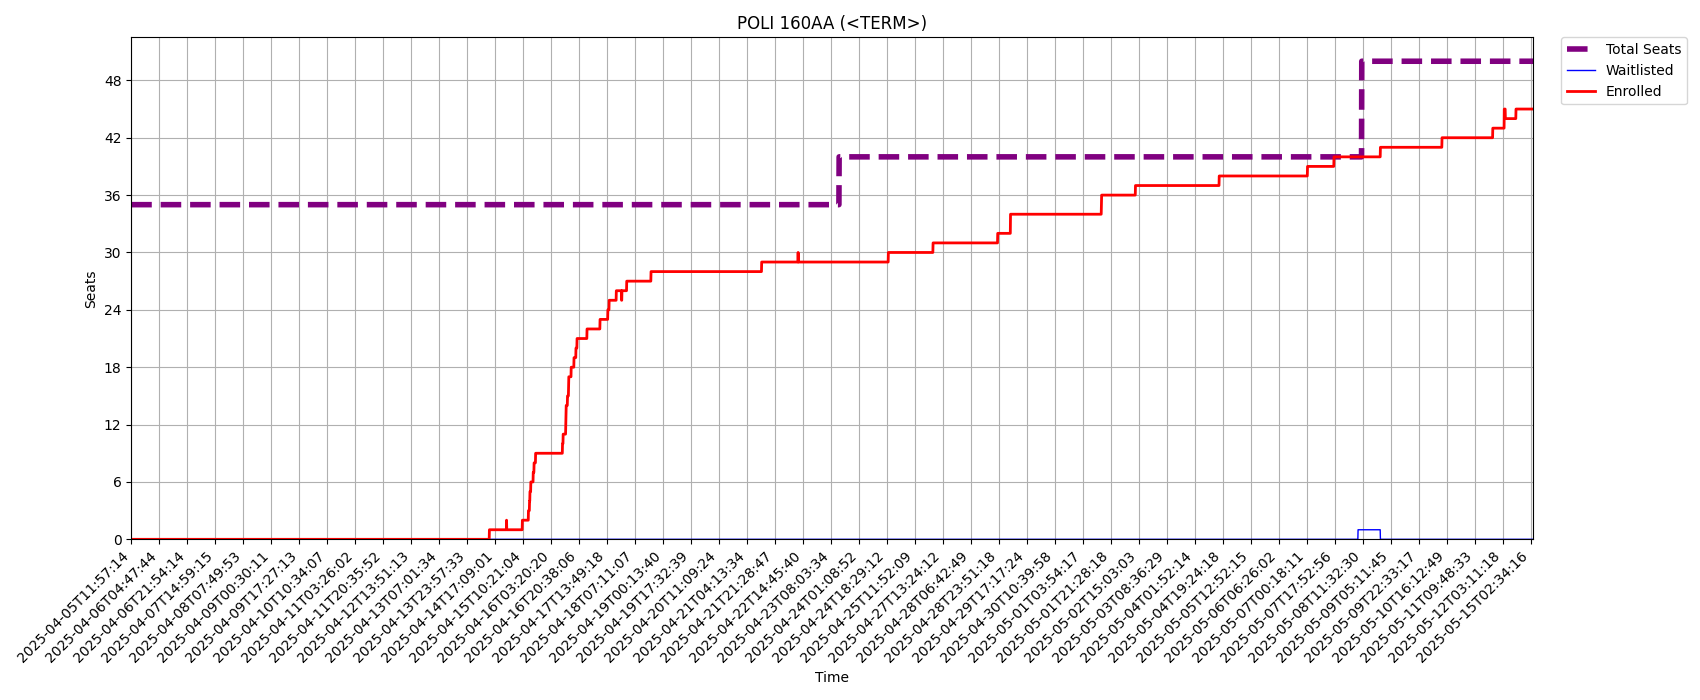 POLI 160AA (<TERM>)
Total Seats
Waitlisted
Enrolled
48
42
36
30
24
18
12
6
0
Seats
2025-04-05T11:57:14
2025-04-06T04:47:44
2025-04-06T21:54:14
2025-04-07T14:59:15
2025-04-08T07:49:53
2025-04-09T00:30:11
2025-04-09T17:27:13
2025-04-10T10:34:07
2025-04-11T03:26:02
2025-04-11T20:35:52
2025-04-12T13:51:13
2025-04-13T07:01:34
2025-04-13T23:57:33
2025-04-14T17:09:01
2025-04-15T10:21:04
2025-04-16T03:20:20
2025-04-16T20:38:06
2025-04-17T13:49:18
2025-04-18T07:11:07
2025-04-19T00:13:40
2025-04-19T17:32:39
2025-04-20T11:09:24
2025-04-21T04:13:34
2025-04-21T21:28:47
2025-04-22T14:45:40
2025-04-23T08:03:34
2025-04-24T01:08:52
2025-04-24T18:29:12
2025-04-25T11:52:09
2025-04-27T13:24:12
2025-04-28T06:42:49
2025-04-28T23:51:18
2025-04-29T17:17:24
2025-04-30T10:39:58
2025-05-01T03:54:17
2025-05-01T21:28:18
2025-05-02T15:03:03
2025-05-03T08:36:29
2025-05-04T01:52:14
2025-05-04T19:24:18
2025-05-05T12:52:15
2025-05-06T06:26:02
2025-05-07T00:18:11
2025-05-07T17:52:56
2025-05-08T11:32:30
2025-05-09T05:11:45
2025-05-09T22:33:17
2025-05-10T16:12:49
2025-05-11T09:48:33
2025-05-12T03:11:18
2025-05-15T02:34:16
Time